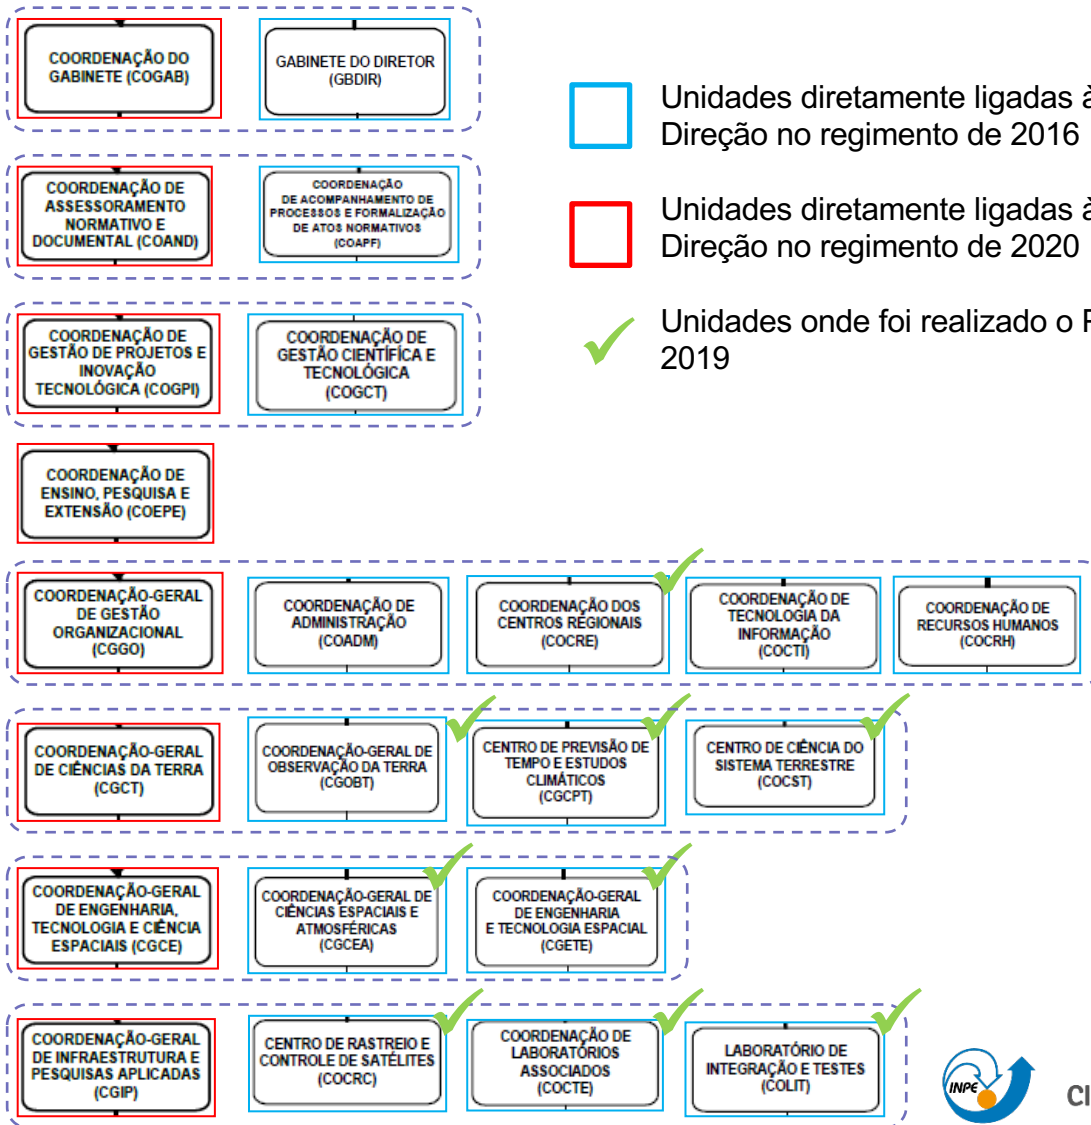 COORDENAÇÃO DO
GABINETE (COGAB)
GABINETE DO DIRETOR
(GBDIR)
Unidades diretamente ligadas à
Direção no regimento de 2016
COORDENAÇÃO DE
ASSESSORAMENTO
NORMATIVO E
DOCUMENTAL (COAND)
COORDENAÇÃO
DE ACOMPANHAMENTO DE
PROCESSOS E FORMALIZAÇÃO
DE ATOS NORMATIVOS
(COAPF)
Unidades diretamente ligadas à
Direção no regimento de 2020
COORDENAÇÃO DE
GESTÃO DE PROJETOS E
INOVAÇÃO
TECNOLÓGICA (COGPI)
COORDENAÇÃO DE
GESTÃO CIENTÍFICA E
TECNOLÓGICA
(COGCT)
Unidades onde foi realizado o
2019
COORDENAÇÃO DE
ENSINO, PESQUISA E
EXTENSÃO (COEPE)
COORDENAÇÃO-GERAL
DE GESTÃO
ORGANIZACIONAL
(CGGO)
COORDENAÇÃO DE
ADMINISTRAÇÃO
(COADM)
COORDENAÇÃO DOS
CENTROS REGIONAIS
(COCRE)
COORDENAÇÃO DE
TECNOLOGIA DA
INFORMAÇÃO
(COCTI)
COORDENAÇÃO DE
RECURSOS HUMANOS
(COCRH)
COORDENAÇÃO-GERAL
DE CIÊNCIAS DA TERRA
(CGCT)
COORDENAÇÃO-GERAL DE
OBSERVAÇÃO DA TERRA
(CGOBT)
CENTRO DE PREVISÃO DE
TEMPO E ESTUDOS
CLIMÁTICOS
(CGCPT)
CENTRO DE CIÊNCIA DO
SISTEMA TERRESTRE
(COCST)
COORDENAÇÃO-GERAL
DE ENGENHARIA,
TECNOLOGIA E CIÊNCIA
ESPACIAIS (CGCE)
COORDENAÇÃO-GERAL DE
CIÊNCIAS ESPACIAIS E
ATMOSFÉRICAS
(CGCEA)
COORDENAÇÃO-GERAL
DE ENGENHARIA
E TECNOLOGIA ESPACIAL
(CGETE)
COORDENAÇÃO-GERAL
DE INFRAESTRUTURA E
PESQUISAS APLICADAS
(CGIP)
CENTRO DE RASTREIO E
CONTROLE DE SATÉLITES
(COCRC)
COORDENAÇÃO DE
LABORATÓRIOS
ASSOCIADOS
(COCTE)
LABORATÓRIO DE
INTEGRAÇÃO E TESTES
(COLIT)
INPE